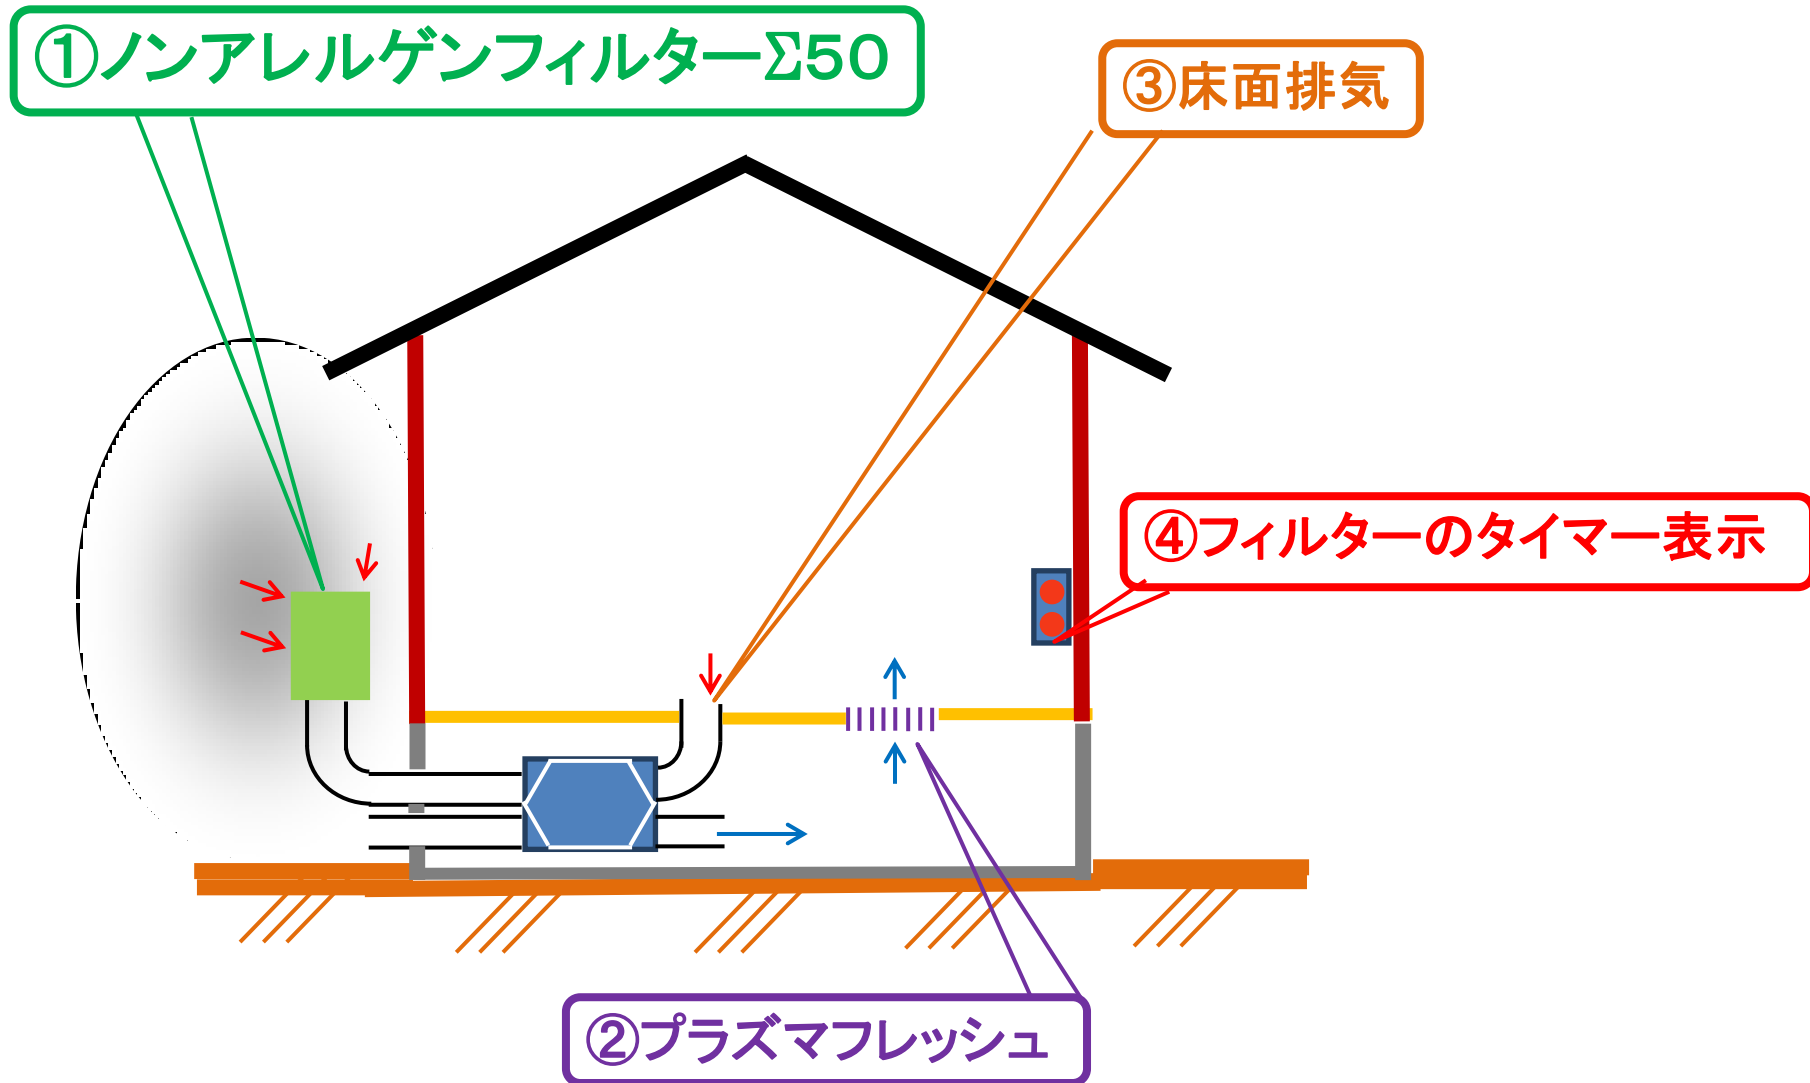 ①ノンアレルゲンフィルターΣ50
③床面排気
④フィルターのタイマー表示
②プラズマフレッシュ